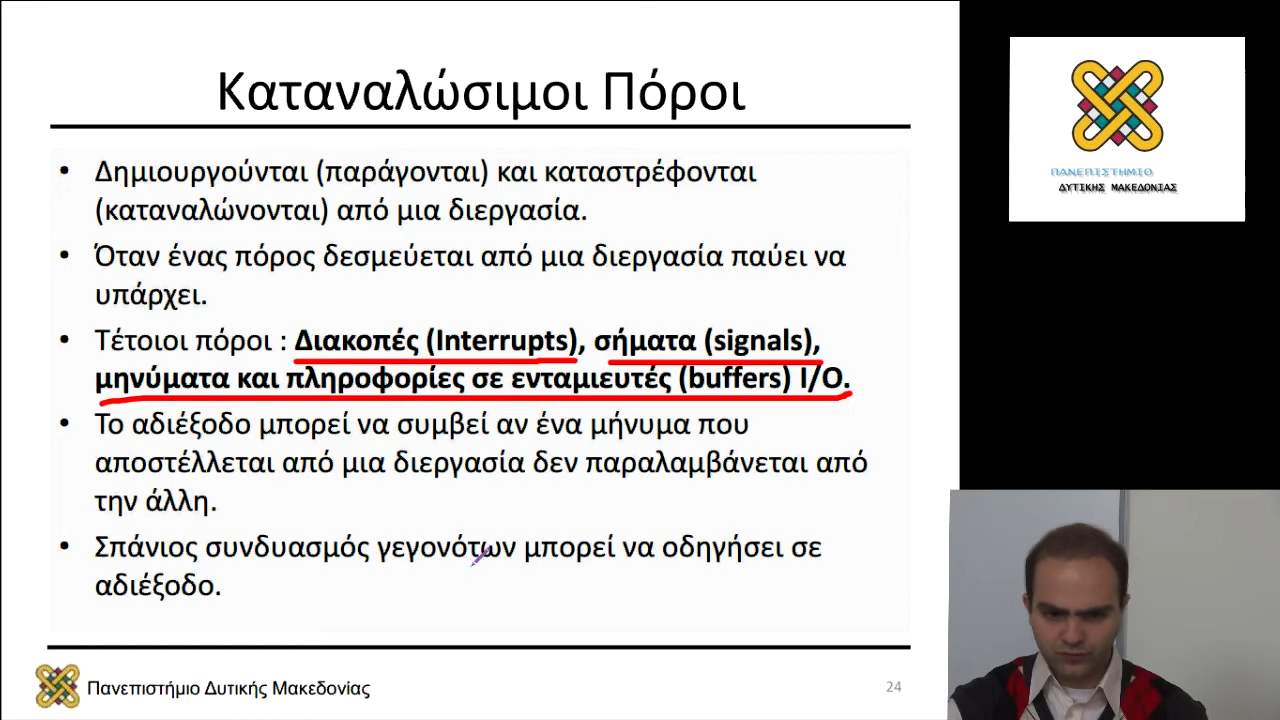 Καταναλώσιμοι Πόροι
• Δημιουργούνται (παράγονται) και καταστρέφονται
(καταναλώνονται) από μια διεργασία.
• Όταν ένας πόρος δεσμεύεται από μια διεργασία παύει να
υπάρχει.
• Τέτοιοι πόροι : Διακοπές (Interrupts), σήματα (signals),
μηνύματα και πληροφορίες σε ενταμιευτές (buffers) I/O.
• Το αδιέξοδο μπορεί να συμβεί αν ένα μήνυμα που
αποστέλλεται από μια διεργασία δεν παραλαμβάνεται από
την άλλη.
• Σπάνιος συνδυασμός γεγονότων μπορεί να οδηγήσει σε
αδιέξοδο.
Πανεπιστήμιο Δυτικής Μακεδονίας
24
ΠΑΝΕΠΙΣΤΗΜΙΟ
ΔΥΤΙΚΗΣ ΜΑΚΕΔΟΝΙΑΣ